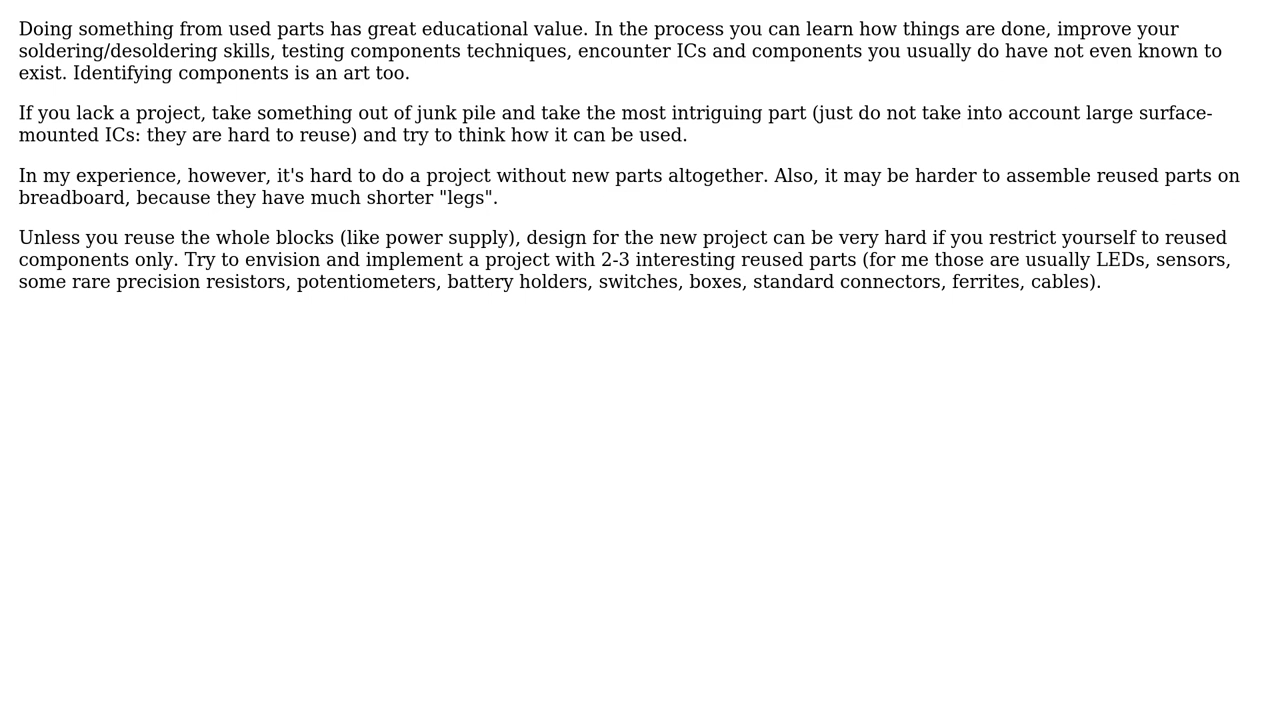 Doing something from used parts has great educational value. In the process you can learn how things are done, improve your
soldering/desoldering skills, testing components techniques, encounter ICs and components you usually do have not even known to
exist. Identifying components is an art too.
If you lack a project, take something out of junk pile and take the most intriguing part (just do not take into account large surface-
mounted ICs: they are hard to reuse) and try to think how it can be used.
In my experience, however, it's hard to do a project without new parts altogether. Also, it may be harder to assemble reused parts on
breadboard, because they have much shorter "legs".
Unless you reuse the whole blocks (like power supply), design for the new project can be very hard if you restrict yourself to reused
components only. Try to envision and implement a project with 2-3 interesting reused parts (for me those are usually LEDs, sensors,
some rare precision resistors, potentiometers, battery holders, switches, boxes, standard connectors, ferrites, cables).